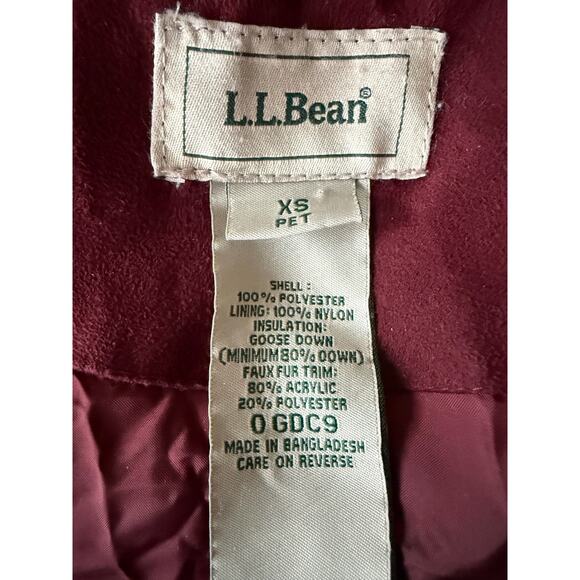 L.L.Bean®
XS
PET
SHELL:
100% POLYESTER
LINING: 100% NYLON
INSULATION:
GOOSE DOWN
(MINIMUM 80% DOWN)
FAUX FUR TRIM:
80% ACRYLIC
20% POLYESTER
0 GDC9
MADE IN BANGLADESH
CARE ON REVERSE